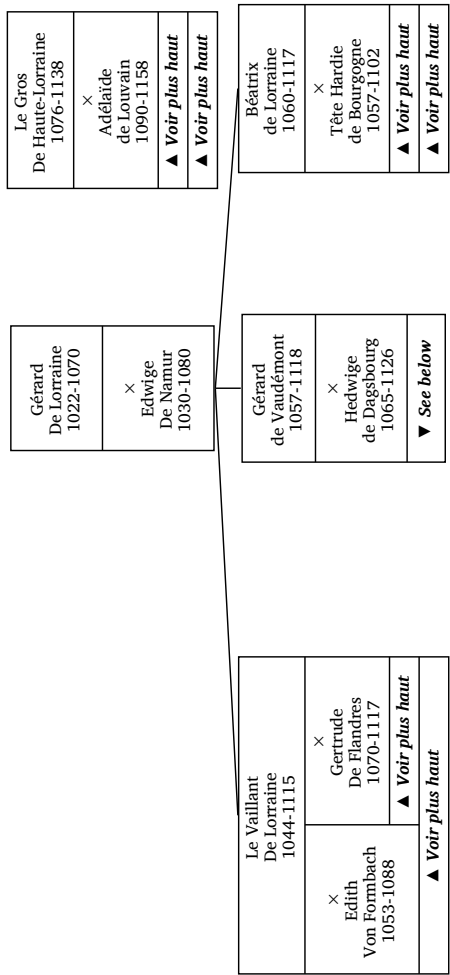 Le Gros
De Haute-Lorraine
1076-1138
×
Adélaïde
de Louvain
1090-1158
▲ Voir plus haut
▲ Voir plus haut
Gérard
De Lorraine
1022-1070
×
Edwige
De Namur
1030-1080
Le Vaillant
De Lorraine
1044-1115
×
Edith
Von Formbach
1053-1088
×
Gertrude
De Flandres
1070-1117
▲ Voir plus haut
▲ Voir plus haut
Gérard
de Vaudémont
1057-1118
×
Hedwige
de Dagsbourg
1065-1126
▼ See below
Béatrix
de Lorraine
1060-1117
×
Tête Hardie
de Bourgogne
1057-1102
▲ Voir plus haut
▲ Voir plus haut